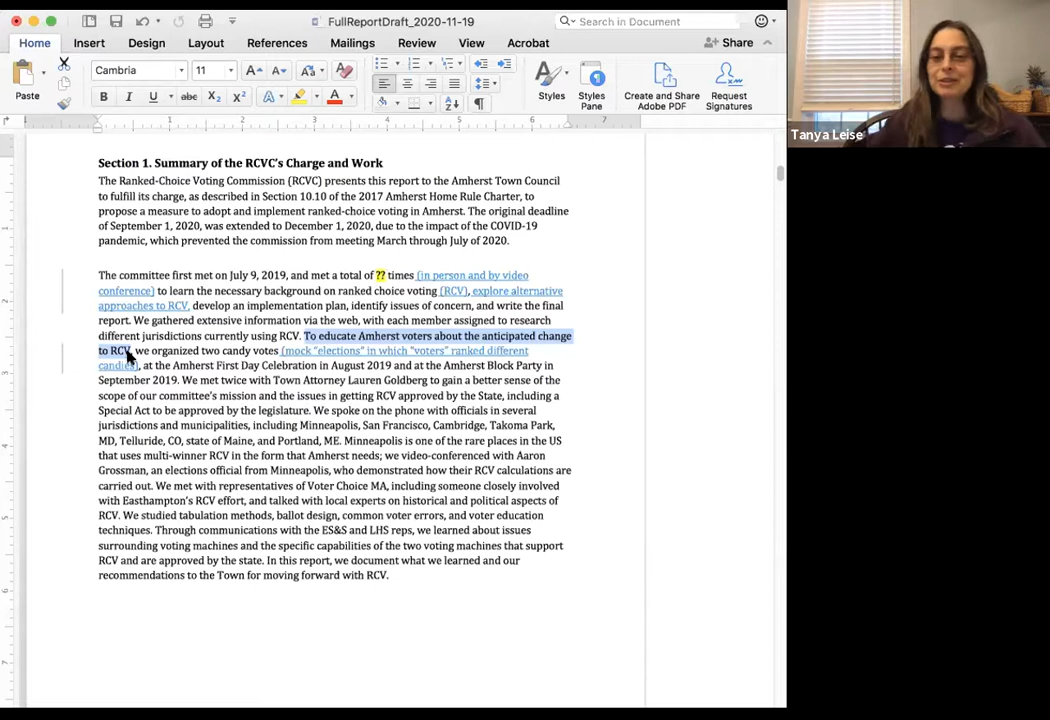 FullReportDraft_2020-11-19
Search in Document
Home Insert Design Layout References Mailings Review View Acrobat Share
Cambria 11
Paste
B I U abc X2 X2 A A
Styles
Styles Pane
Create and Share Adobe PDF
Request Signatures
Tanya Leise
1 2 3 4 5 6 7
Section 1. Summary of the RCVC's Charge and Work
The Ranked-Choice Voting Commission (RCVC) presents this report to the Amherst Town Council
to fulfill its charge, as described in Section 10.10 of the 2017 Amherst Home Rule Charter, to
propose a measure to adopt and implement ranked-choice voting in Amherst. The original deadline
of September 1, 2020, was extended to December 1, 2020, due to the impact of the COVID-19
pandemic, which prevented the commission from meeting March through July of 2020.
The committee first met on July 9, 2019, and met a total of ?? times (in person and by video
conference) to learn the necessary background on ranked choice voting (RCV), explore alternative
approaches to RCV, develop an implementation plan, identify issues of concern, and write the final
report. We gathered extensive information via the web, with each member assigned to research
different jurisdictions currently using RCV. To educate Amherst voters about the anticipated change
to RCV, we organized two candy votes (mock "elections" in which "voters" ranked different
candies), at the Amherst First Day Celebration in August 2019 and at the Amherst Block Party in
September 2019. We met twice with Town Attorney Lauren Goldberg to gain a better sense of the
scope of our committee's mission and the issues in getting RCV approved by the State, including a
Special Act to be approved by the legislature. We spoke on the phone with officials in several
jurisdictions and municipalities, including Minneapolis, San Francisco, Cambridge, Takoma Park,
MD, Telluride, CO, state of Maine, and Portland, ME. Minneapolis is one of the rare places in the US
that uses multi-winner RCV in the form that Amherst needs; we video-conferenced with Aaron
Grossman, an elections official from Minneapolis, who demonstrated how their RCV calculations are
carried out. We met with representatives of Voter Choice MA, including someone closely involved
with Easthampton's RCV effort, and talked with local experts on historical and political aspects of
RCV. We studied tabulation methods, ballot design, common voter errors, and voter education
techniques. Through communications with the ES&S and LHS reps, we learned about issues
surrounding voting machines and the specific capabilities of the two voting machines that support
RCV and are approved by the state. In this report, we document what we learned and our
recommendations to the Town for moving forward with RCV.